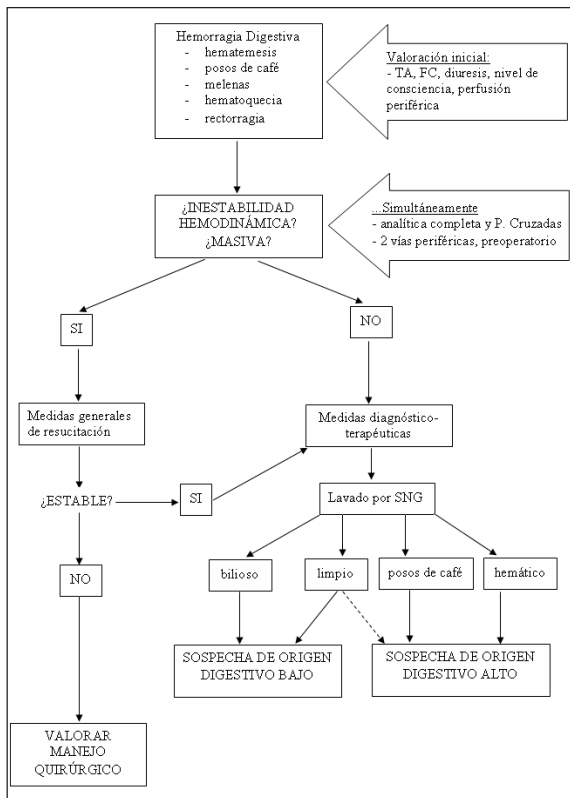 Hemorragia Digestiva
- hematemesis
- posos de café
- melenas
- hematoquecia
- rectorragia
Valoración inicial:
- TA, FC, diuresis, nivel de
consciencia, perfusión
periférica
¿INESTABILIDAD
HEMODINÁMICA?
¿MASIVA?
...Simultáneamente
- analítica completa y P. Cruzadas
- 2 vías periféricas, preoperatorio
SI
NO
Medidas generales
de resucitación
Medidas diagnóstico-
terapéuticas
¿ESTABLE?
SI
Lavado por SNG
NO
bilioso
limpio
posos de café
hemático
SOSPECHA DE ORIGEN
DIGESTIVO BAJO
SOSPECHA DE ORIGEN
DIGESTIVO ALTO
VALORAR
MANEJO
QUIRÚRGICO